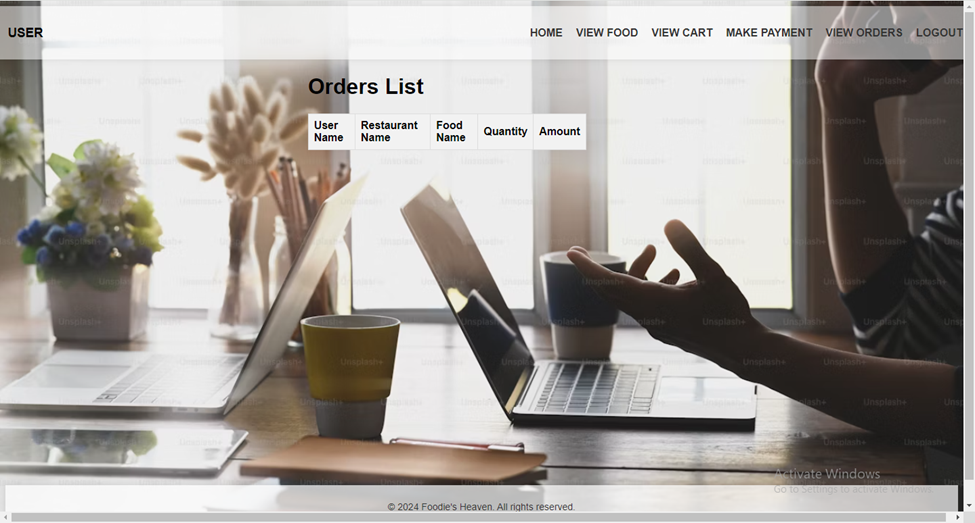 USER
HOME VIEW FOOD VIEW CART MAKE PAYMENT VIEW ORDERS LOGOUT
Orders List
User Name Restaurant Name Food Name Quantity Amount
Unsplash+
Activate Windows
Go to Settings to activate Windows.
© 2024 Foodie's Heaven. All rights reserved.